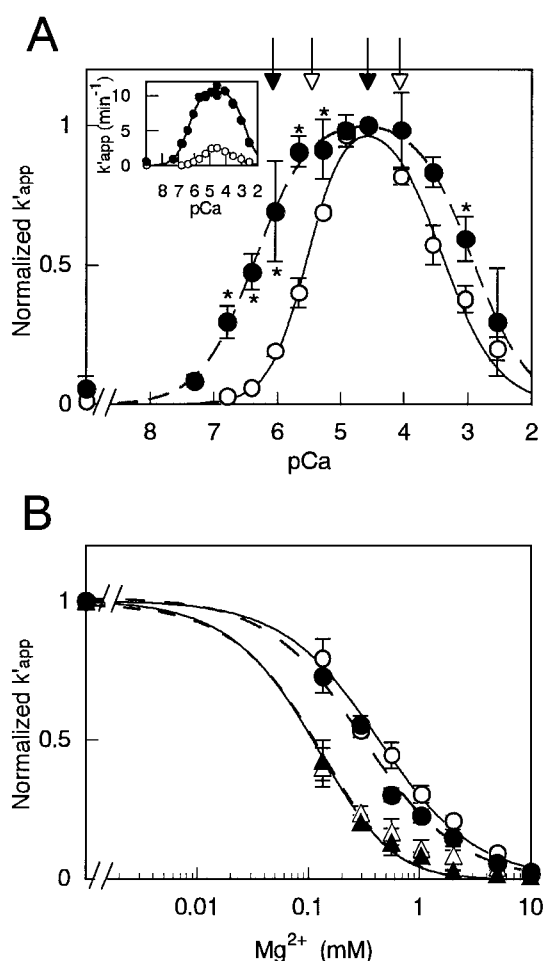 A
Normalized k'app
1
0.5
0
k'app (min⁻¹)
10
5
0
8 7 6 5 4 3 2
pCa
* * * * * * *
8 7 6 5 4 3 2
pCa
B
Normalized k'app
1
0.5
0
0.01 0.1 1 10
Mg²⁺ (mM)